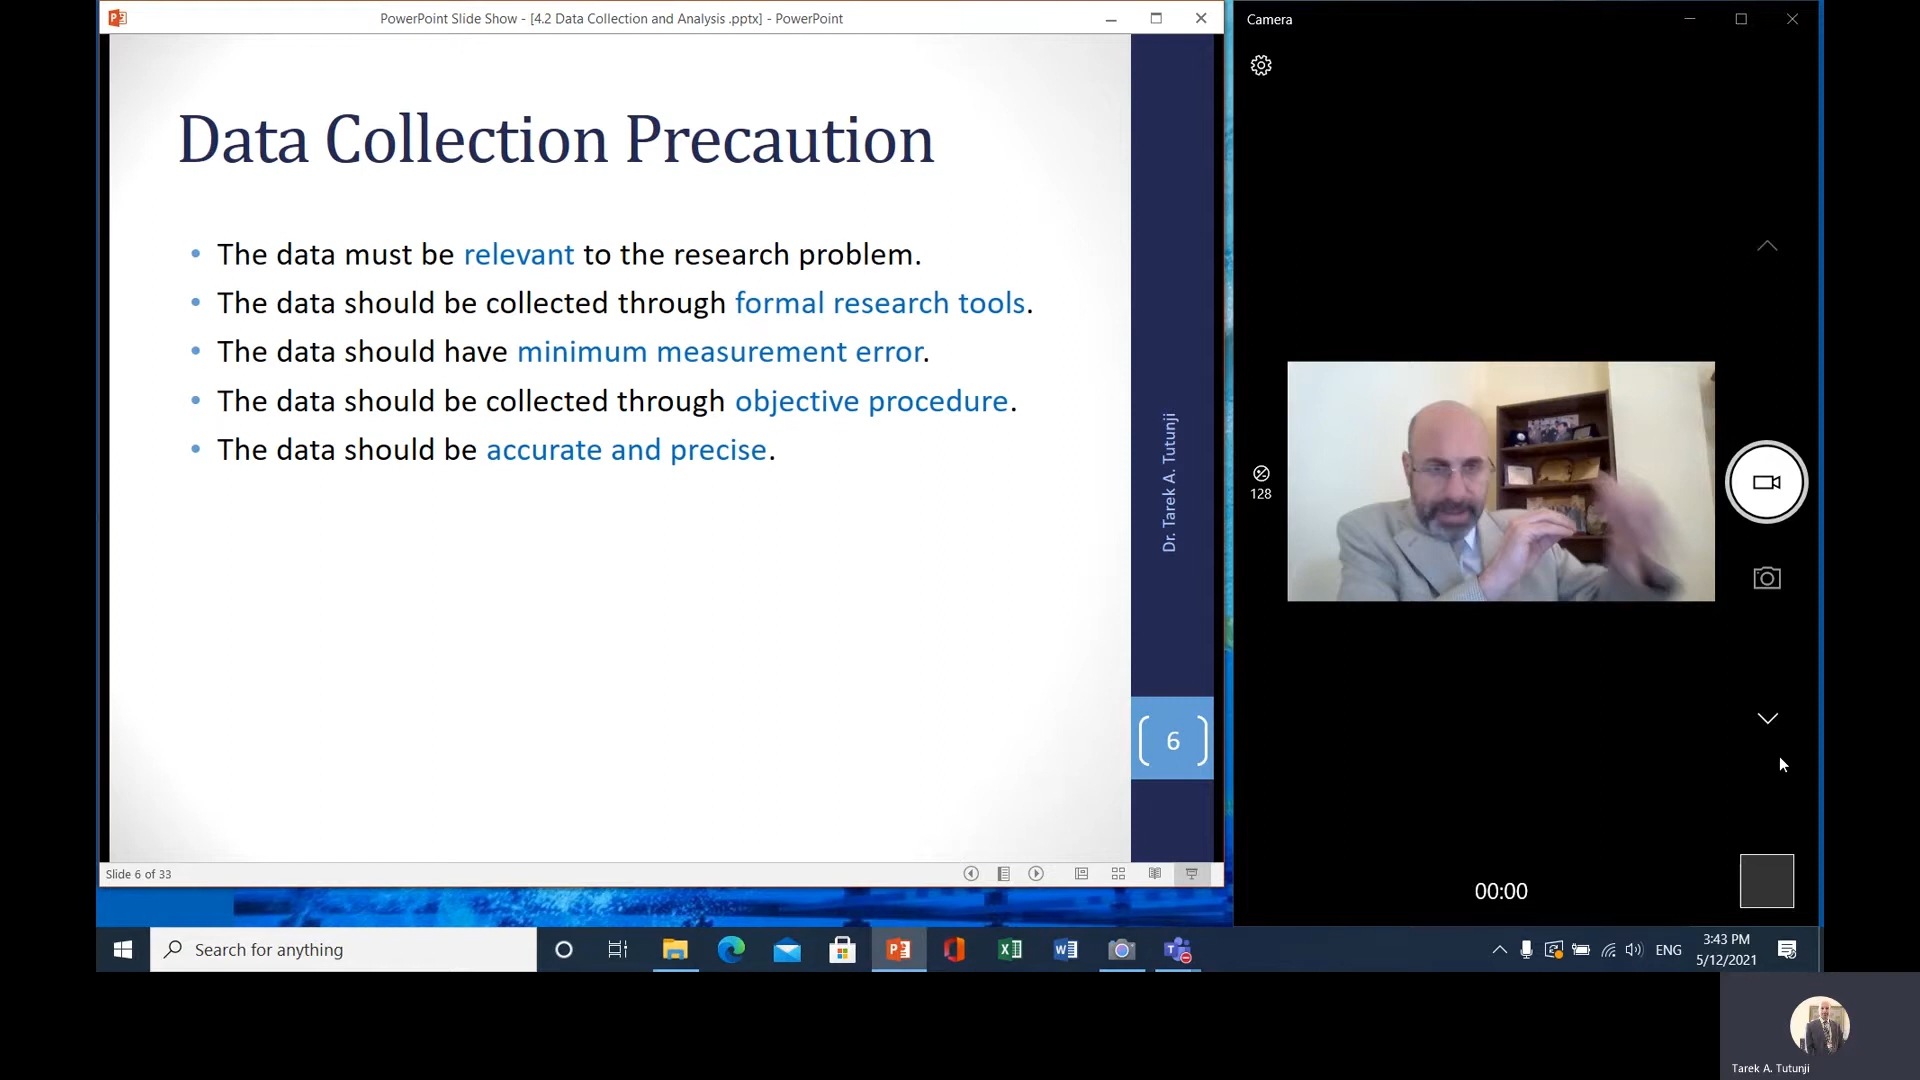 PowerPoint Slide Show - [4.2 Data Collection and Analysis .pptx] - PowerPoint
Camera
Data Collection Precaution
• The data must be relevant to the research problem.
• The data should be collected through formal research tools.
• The data should have minimum measurement error.
• The data should be collected through objective procedure.
• The data should be accurate and precise.
Dr. Tarek A. Tutunji
6
128
00:00
Slide 6 of 33
Search for anything
ENG
3:43 PM
5/12/2021
Tarek A. Tutunji